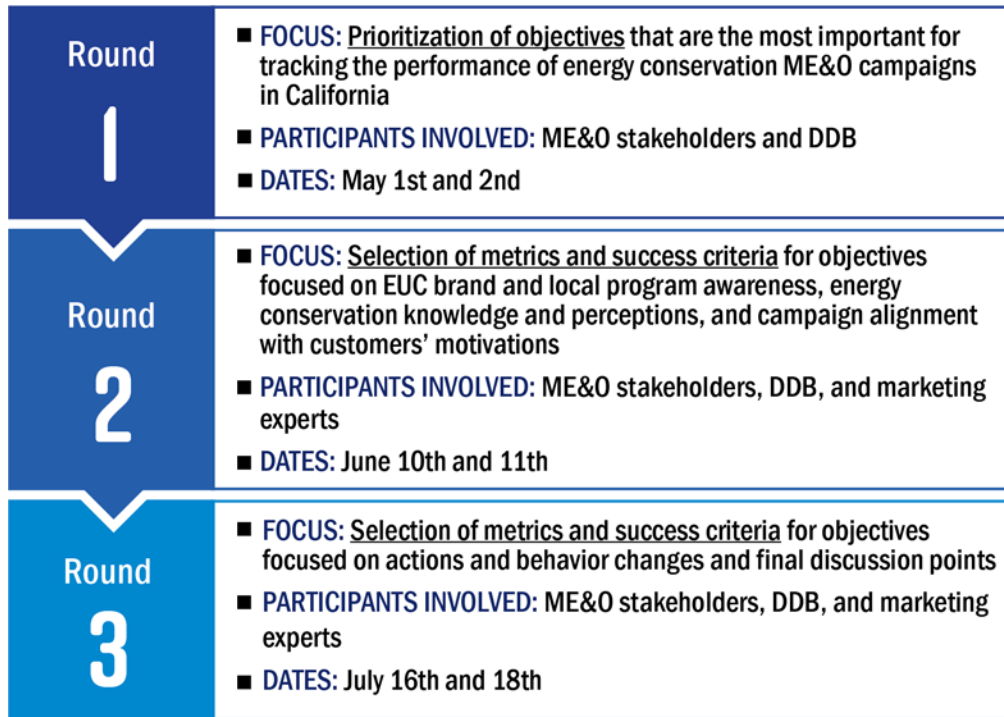 Round
1
■ FOCUS: Prioritization of objectives that are the most important for
tracking the performance of energy conservation ME&O campaigns
in California
■ PARTICIPANTS INVOLVED: ME&O stakeholders and DDB
■ DATES: May 1st and 2nd
Round
2
■ FOCUS: Selection of metrics and success criteria for objectives
focused on EUC brand and local program awareness, energy
conservation knowledge and perceptions, and campaign alignment
with customers’ motivations
■ PARTICIPANTS INVOLVED: ME&O stakeholders, DDB, and marketing
experts
■ DATES: June 10th and 11th
Round
3
■ FOCUS: Selection of metrics and success criteria for objectives
focused on actions and behavior changes and final discussion points
■ PARTICIPANTS INVOLVED: ME&O stakeholders, DDB, and marketing
experts
■ DATES: July 16th and 18th